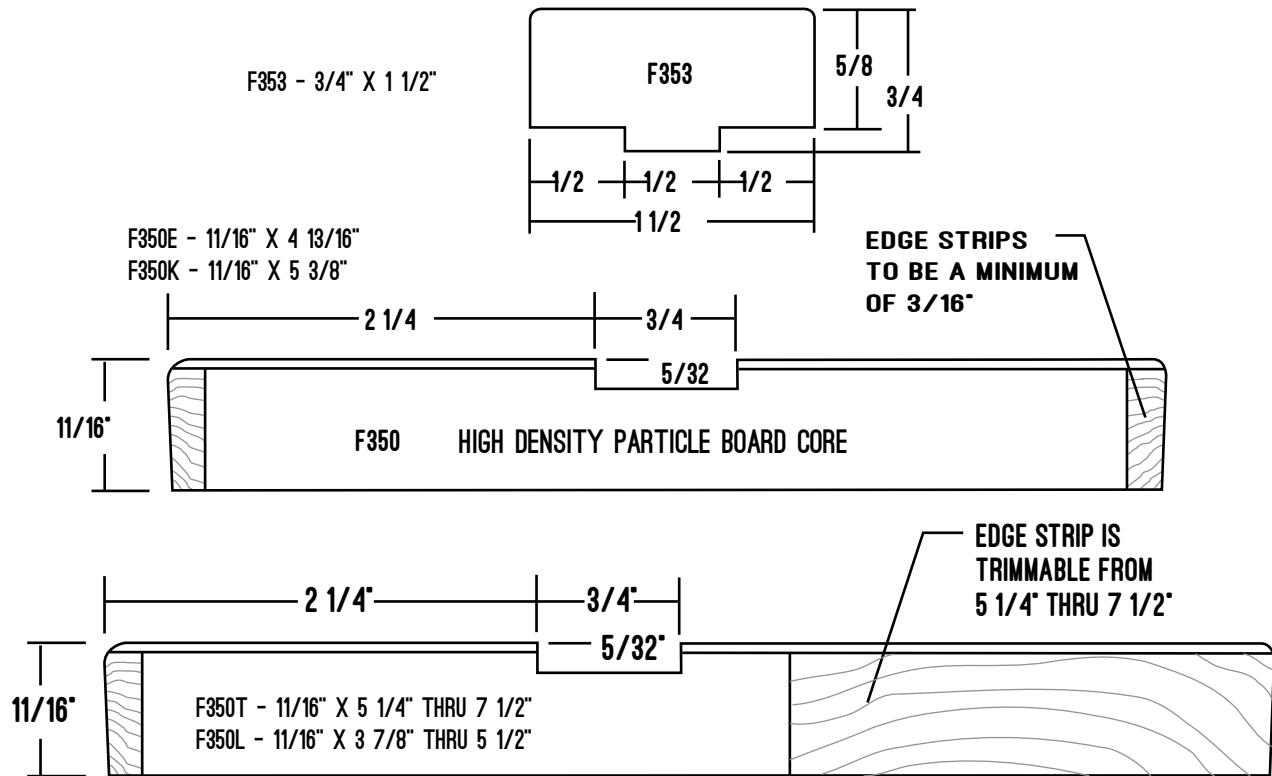 F353 - 3/4" X 1 1/2"
F353
5/8
3/4
1/2
1/2
1/2
1 1/2
F350E - 11/16" X 4 13/16"
F350K - 11/16" X 5 3/8"
EDGE STRIPS
TO BE A MINIMUM
OF 3/16"
2 1/4
3/4
5/32
11/16"
F350 HIGH DENSITY PARTICLE BOARD CORE
EDGE STRIP IS
TRIMMABLE FROM
5 1/4" THRU 7 1/2"
2 1/4"
3/4"
5/32"
11/16"
F350T - 11/16" X 5 1/4" THRU 7 1/2"
F350L - 11/16" X 3 7/8" THRU 5 1/2"